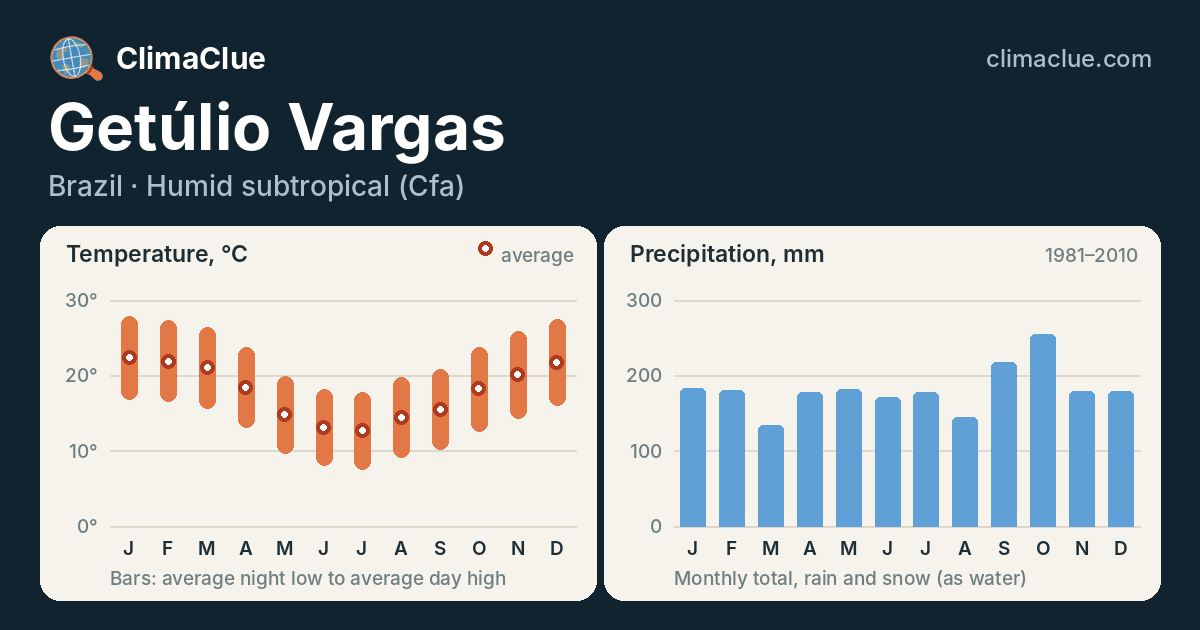 ClimaClue
climaclue.com
Getúlio Vargas
Brazil · Humid subtropical (Cfa)
Temperature, °C
average
30°
20°
10°
0°
J F M A M J J A S O N D
Bars: average night low to average day high
Precipitation, mm
1981–2010
300
200
100
0
J F M A M J J A S O N D
Monthly total, rain and snow (as water)